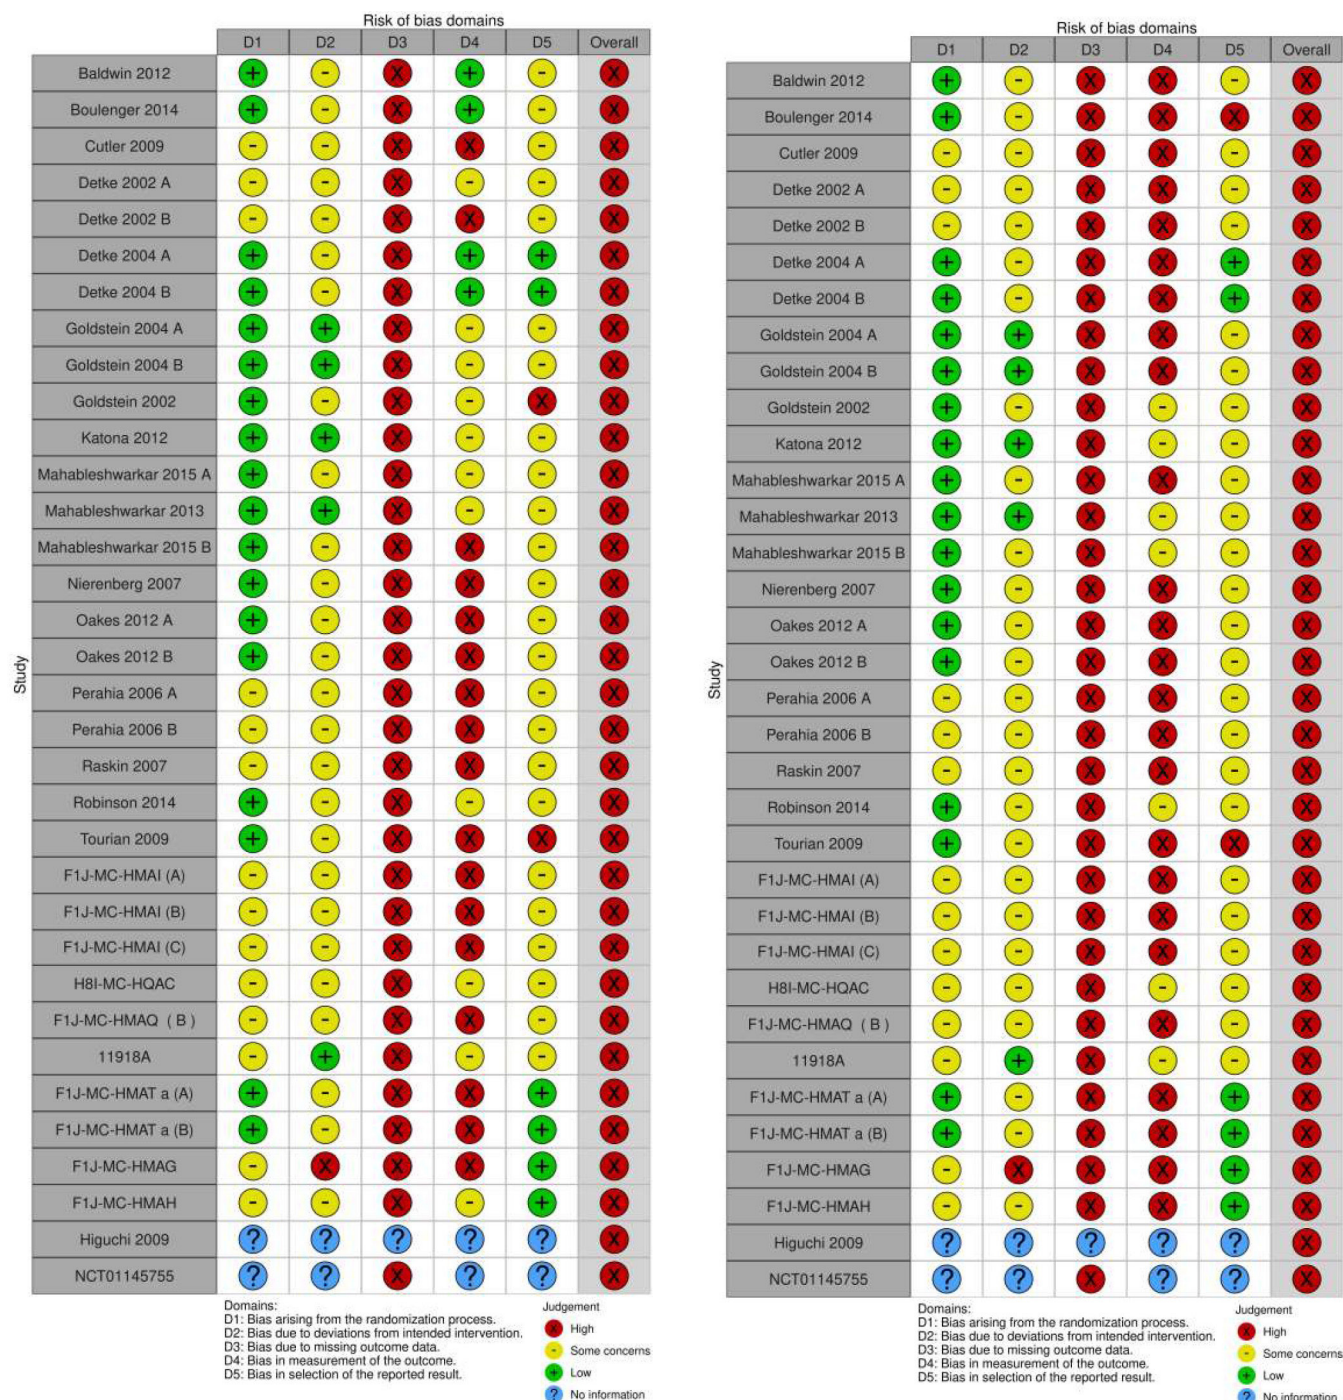 Risk of bias domains
D1 D2 D3 D4 D5 Overall
Study
Baldwin 2012 + - X + - X
Boulenger 2014 + - X + - X
Cutler 2009 - - X X - X
Detke 2002 A - - X - - X
Detke 2002 B - - X X - X
Detke 2004 A + - X + + X
Detke 2004 B + - X + + X
Goldstein 2004 A + + X - - X
Goldstein 2004 B + + X - - X
Goldstein 2002 + - X - X X
Katona 2012 + + X - - X
Mahableshwarkar 2015 A + - X - - X
Mahableshwarkar 2013 + + X - - X
Mahableshwarkar 2015 B + - X X - X
Nierenberg 2007 + - X X - X
Oakes 2012 A + - X X - X
Oakes 2012 B + - X X - X
Perahia 2006 A - - X X - X
Perahia 2006 B - - X X - X
Raskin 2007 - - X X - X
Robinson 2014 + - X - - X
Tourian 2009 + - X X X X
F1J-MC-HMAI (A) - - X X - X
F1J-MC-HMAI (B) - - X X - X
F1J-MC-HMAI (C) - - X X - X
H8I-MC-HQAC - - X - - X
F1J-MC-HMAQ ( B ) - - X X - X
11918A - + X - - X
F1J-MC-HMAT a (A) + - X X + X
F1J-MC-HMAT a (B) + - X X + X
F1J-MC-HMAG - X X X + X
F1J-MC-HMAH - - X - + X
Higuchi 2009 ? ? ? ? ? X
NCT01145755 ? ? X ? ? X
Domains:
D1: Bias arising from the randomization process.
D2: Bias due to deviations from intended intervention.
D3: Bias due to missing outcome data.
D4: Bias in measurement of the outcome.
D5: Bias in selection of the reported result.
Judgement
X High
- Some concerns
+ Low
? No information
Risk of bias domains
D1 D2 D3 D4 D5 Overall
Study
Baldwin 2012 + - X X - X
Boulenger 2014 + - X X X X
Cutler 2009 - - X X - X
Detke 2002 A - - X X - X
Detke 2002 B - - X X - X
Detke 2004 A + - X X + X
Detke 2004 B + - X X + X
Goldstein 2004 A + + X X - X
Goldstein 2004 B + + X X - X
Goldstein 2002 + - X - - X
Katona 2012 + + X - - X
Mahableshwarkar 2015 A + - X X - X
Mahableshwarkar 2013 + + X - - X
Mahableshwarkar 2015 B + - X - - X
Nierenberg 2007 + - X X - X
Oakes 2012 A + - X X - X
Oakes 2012 B + - X X - X
Perahia 2006 A - - X X - X
Perahia 2006 B - - X X - X
Raskin 2007 - - X X - X
Robinson 2014 + - X - - X
Tourian 2009 + - X X X X
F1J-MC-HMAI (A) - - X X - X
F1J-MC-HMAI (B) - - X X - X
F1J-MC-HMAI (C) - - X X - X
H8I-MC-HQAC - - X - - X
F1J-MC-HMAQ ( B ) - - X X - X
11918A - + X - - X
F1J-MC-HMAT a (A) + - X X + X
F1J-MC-HMAT a (B) + - X X + X
F1J-MC-HMAG - X X X + X
F1J-MC-HMAH - - X X + X
Higuchi 2009 ? ? ? ? ? X
NCT01145755 ? ? X ? ? X
Domains:
D1: Bias arising from the randomization process.
D2: Bias due to deviations from intended intervention.
D3: Bias due to missing outcome data.
D4: Bias in measurement of the outcome.
D5: Bias in selection of the reported result.
Judgement
X High
- Some concerns
+ Low
? No information